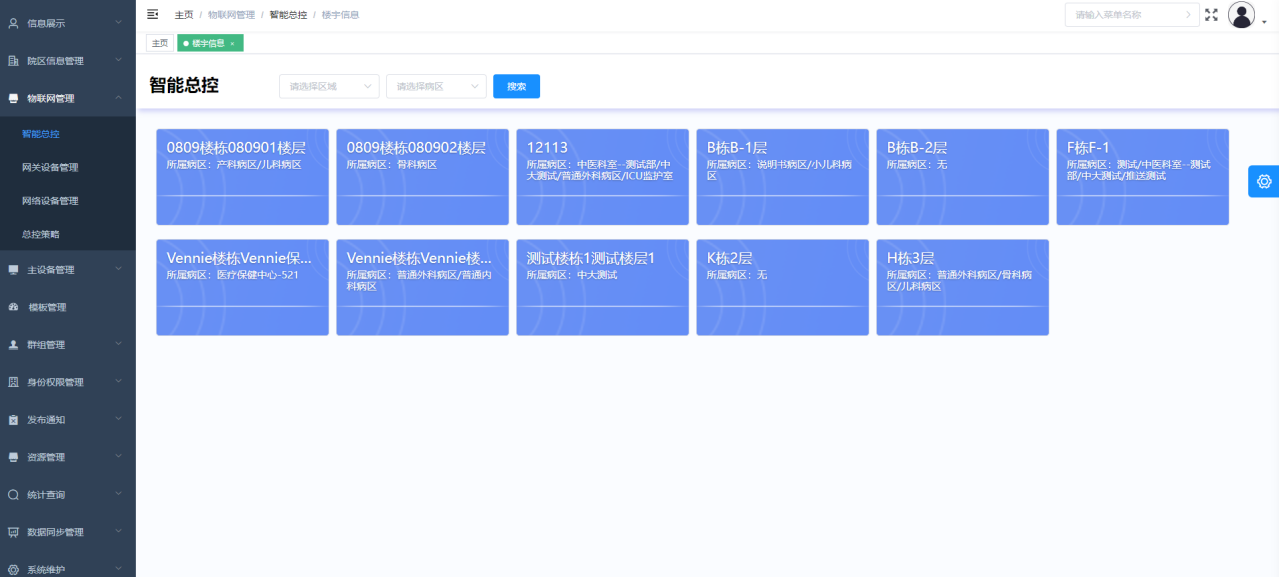 信息展示
院区信息管理
物联网管理
智能总控
网关设备管理
网络设备管理
总控策略
主设备管理
模板管理
群组管理
身份权限管理
发布通知
资源管理
统计查询
数据同步管理
系统维护
主页 / 物联网管理 / 智能总控 / 楼宇信息
请输入菜单名称
主页
楼宇信息 ×
智能总控
请选择区域
请选择病区
搜索
0809楼栋080901楼层
所属病区：产科病区/儿科病区
0809楼栋080902楼层
所属病区：骨科病区
12113
所属病区：中医科室--测试部/中
大测试/普通外科病区/ICU监护室
B栋B-1层
所属病区：说明书病区/小儿科病
区
B栋B-2层
所属病区：无
F栋F-1
所属病区：测试/中医科室--测试
部/中大测试/推送测试
Vennie楼栋Vennie保...
所属病区：医疗保健中心-521
Vennie楼栋Vennie楼...
所属病区：普通外科病区/普通内
科病区
测试楼栋1测试楼层1
所属病区：中大测试
K栋2层
所属病区：无
H栋3层
所属病区：普通外科病区/骨科病
区/儿科病区